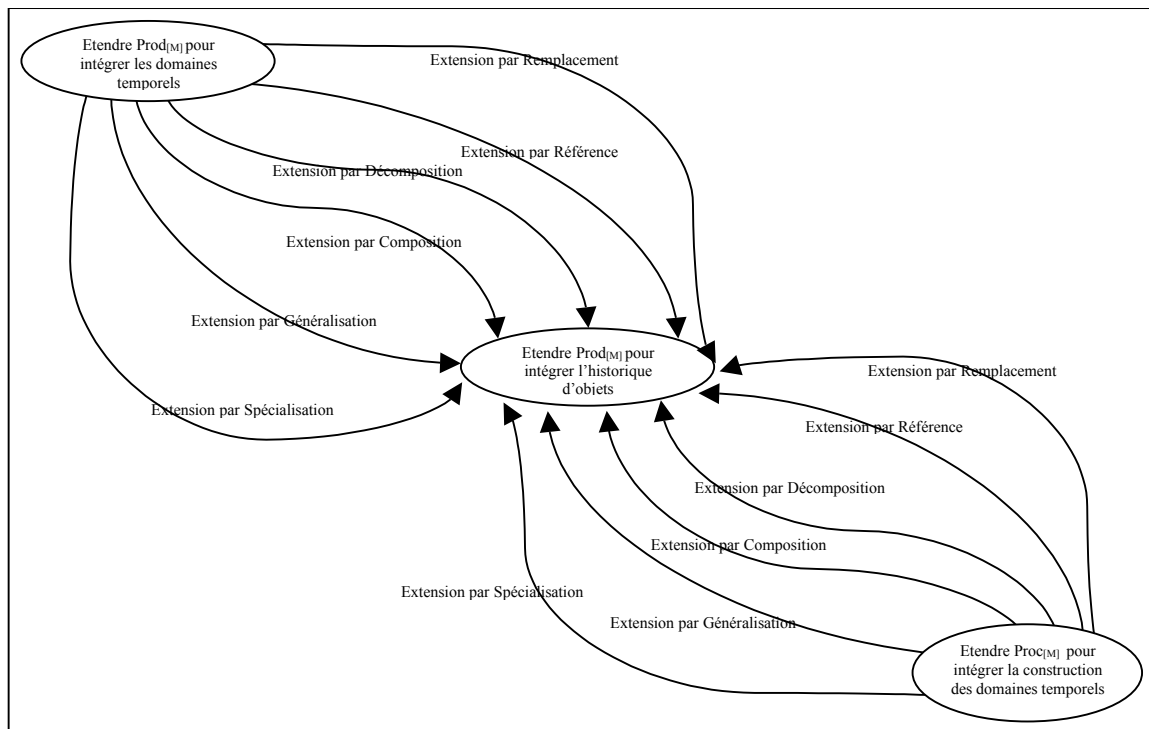 Etendre Prod[M] pour
intégrer les domaines
temporels
Extension par Remplacement
Extension par Référence
Extension par Décomposition
Extension par Composition
Extension par Généralisation
Extension par Spécialisation
Etendre Prod[M] pour
intégrer l’historique
d’objets
Extension par Remplacement
Extension par Référence
Extension par Décomposition
Extension par Composition
Extension par Spécialisation
Extension par Généralisation
Etendre Proc[M] pour
intégrer la construction
des domaines temporels